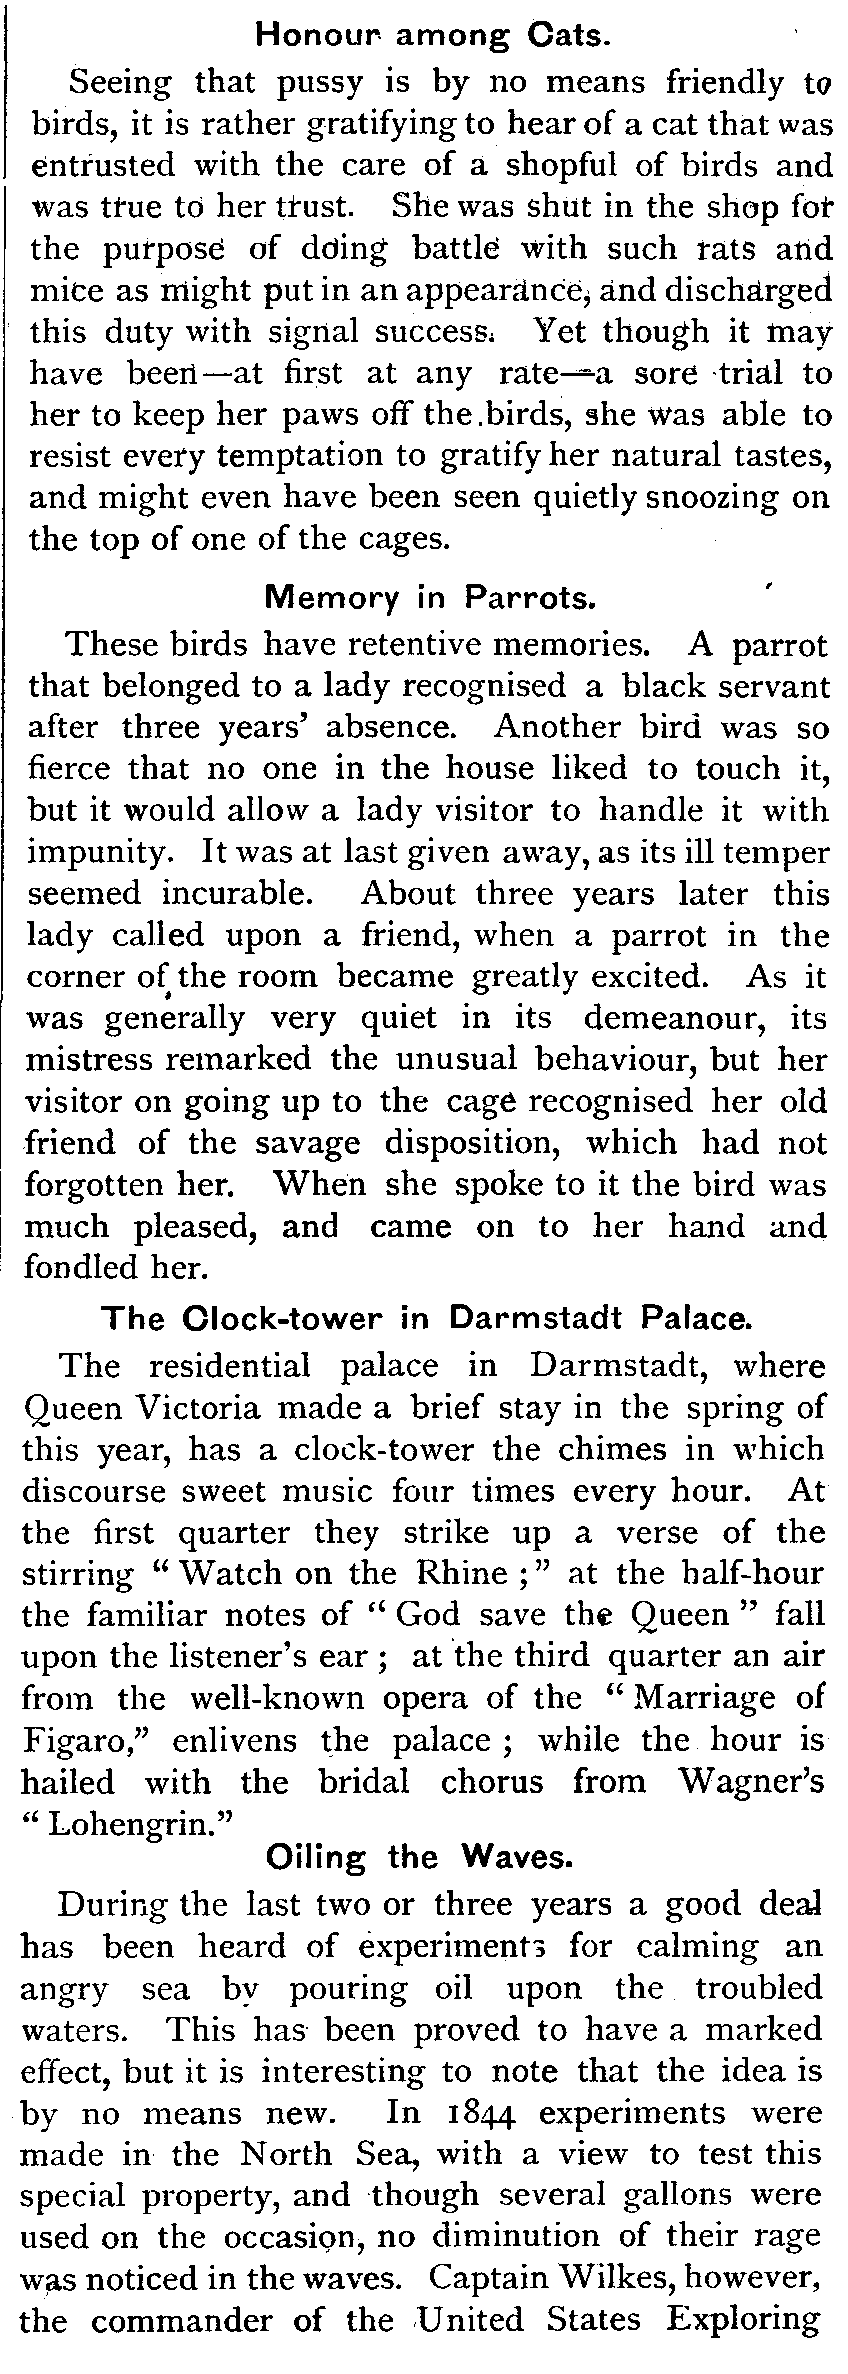 Honour among Cats.
Seeing that pussy is by no means friendly to
birds, it is rather gratifying to hear of a cat that was
entrusted with the care of a shopful of birds and
was true to her trust. She was shut in the shop for
the purpose of doing battle with such rats and
mice as might put in an appearance, and discharged
this duty with signal success. Yet though it may
have been—at first at any rate—a sore trial to
her to keep her paws off the birds, she was able to
resist every temptation to gratify her natural tastes,
and might even have been seen quietly snoozing on
the top of one of the cages.
Memory in Parrots.
These birds have retentive memories. A parrot
that belonged to a lady recognised a black servant
after three years' absence. Another bird was so
fierce that no one in the house liked to touch it,
but it would allow a lady visitor to handle it with
impunity. It was at last given away, as its ill temper
seemed incurable. About three years later this
lady called upon a friend, when a parrot in the
corner of the room became greatly excited. As it
was generally very quiet in its demeanour, its
mistress remarked the unusual behaviour, but her
visitor on going up to the cage recognised her old
friend of the savage disposition, which had not
forgotten her. When she spoke to it the bird was
much pleased, and came on to her hand and
fondled her.
The Clock-tower in Darmstadt Palace.
The residential palace in Darmstadt, where
Queen Victoria made a brief stay in the spring of
this year, has a clock-tower the chimes in which
discourse sweet music four times every hour. At
the first quarter they strike up a verse of the
stirring "Watch on the Rhine;" at the half-hour
the familiar notes of "God save the Queen" fall
upon the listener's ear; at the third quarter an air
from the well-known opera of the "Marriage of
Figaro," enlivens the palace; while the hour is
hailed with the bridal chorus from Wagner's
"Lohengrin."
Oiling the Waves.
During the last two or three years a good deal
has been heard of experiments for calming an
angry sea by pouring oil upon the troubled
waters. This has been proved to have a marked
effect, but it is interesting to note that the idea is
by no means new. In 1844 experiments were
made in the North Sea, with a view to test this
special property, and though several gallons were
used on the occasion, no diminution of their rage
was noticed in the waves. Captain Wilkes, however,
the commander of the United States Exploring